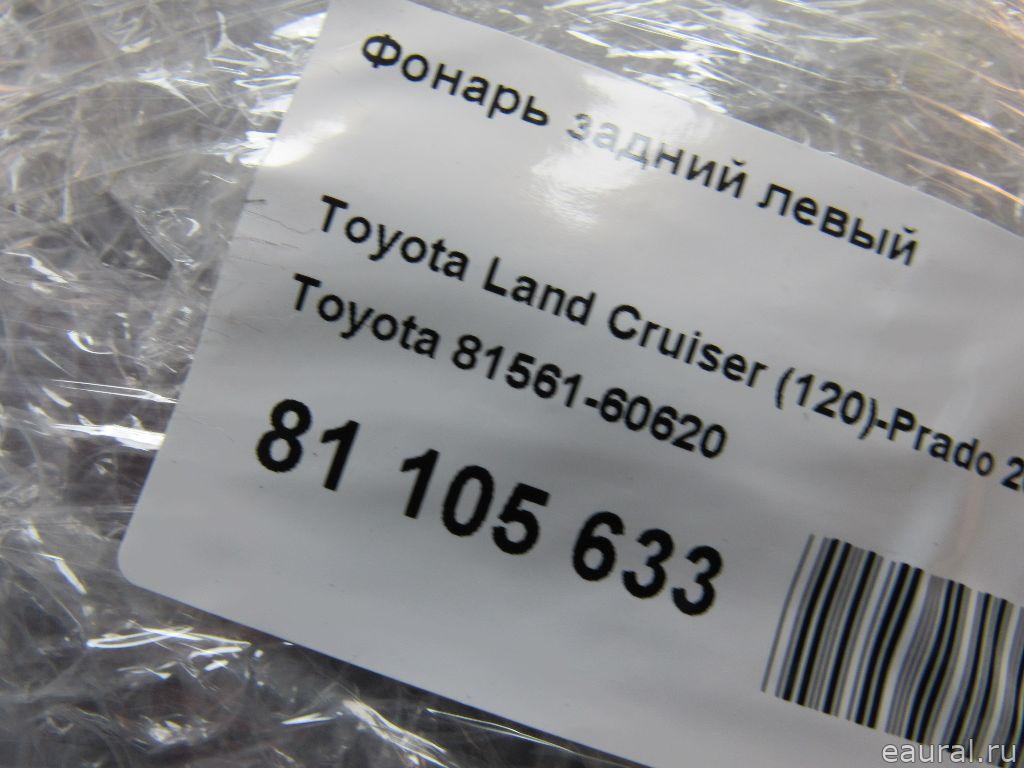 Фонарь задний левый
Toyota Land Cruiser (120)-Prado
Toyota 81561-60620
81 105 633
eaural.ru